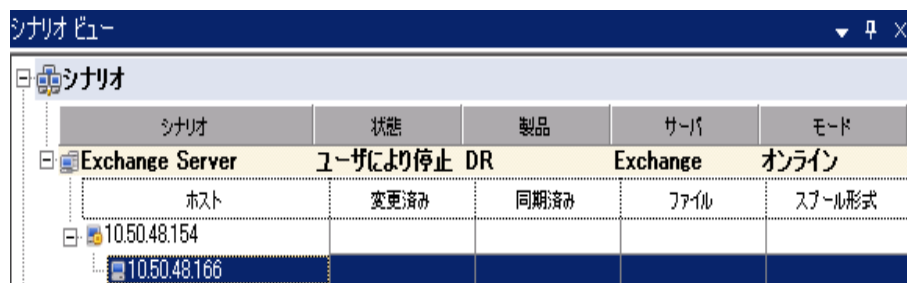 シナリオ ビュー
シナリオ
シナリオ 状態 製品 サーバ モード
Exchange Server ユーザにより停止 DR Exchange オンライン
ホスト 変更済み 同期済み ファイル スプール形式
10.50.48.154
10.50.48.166